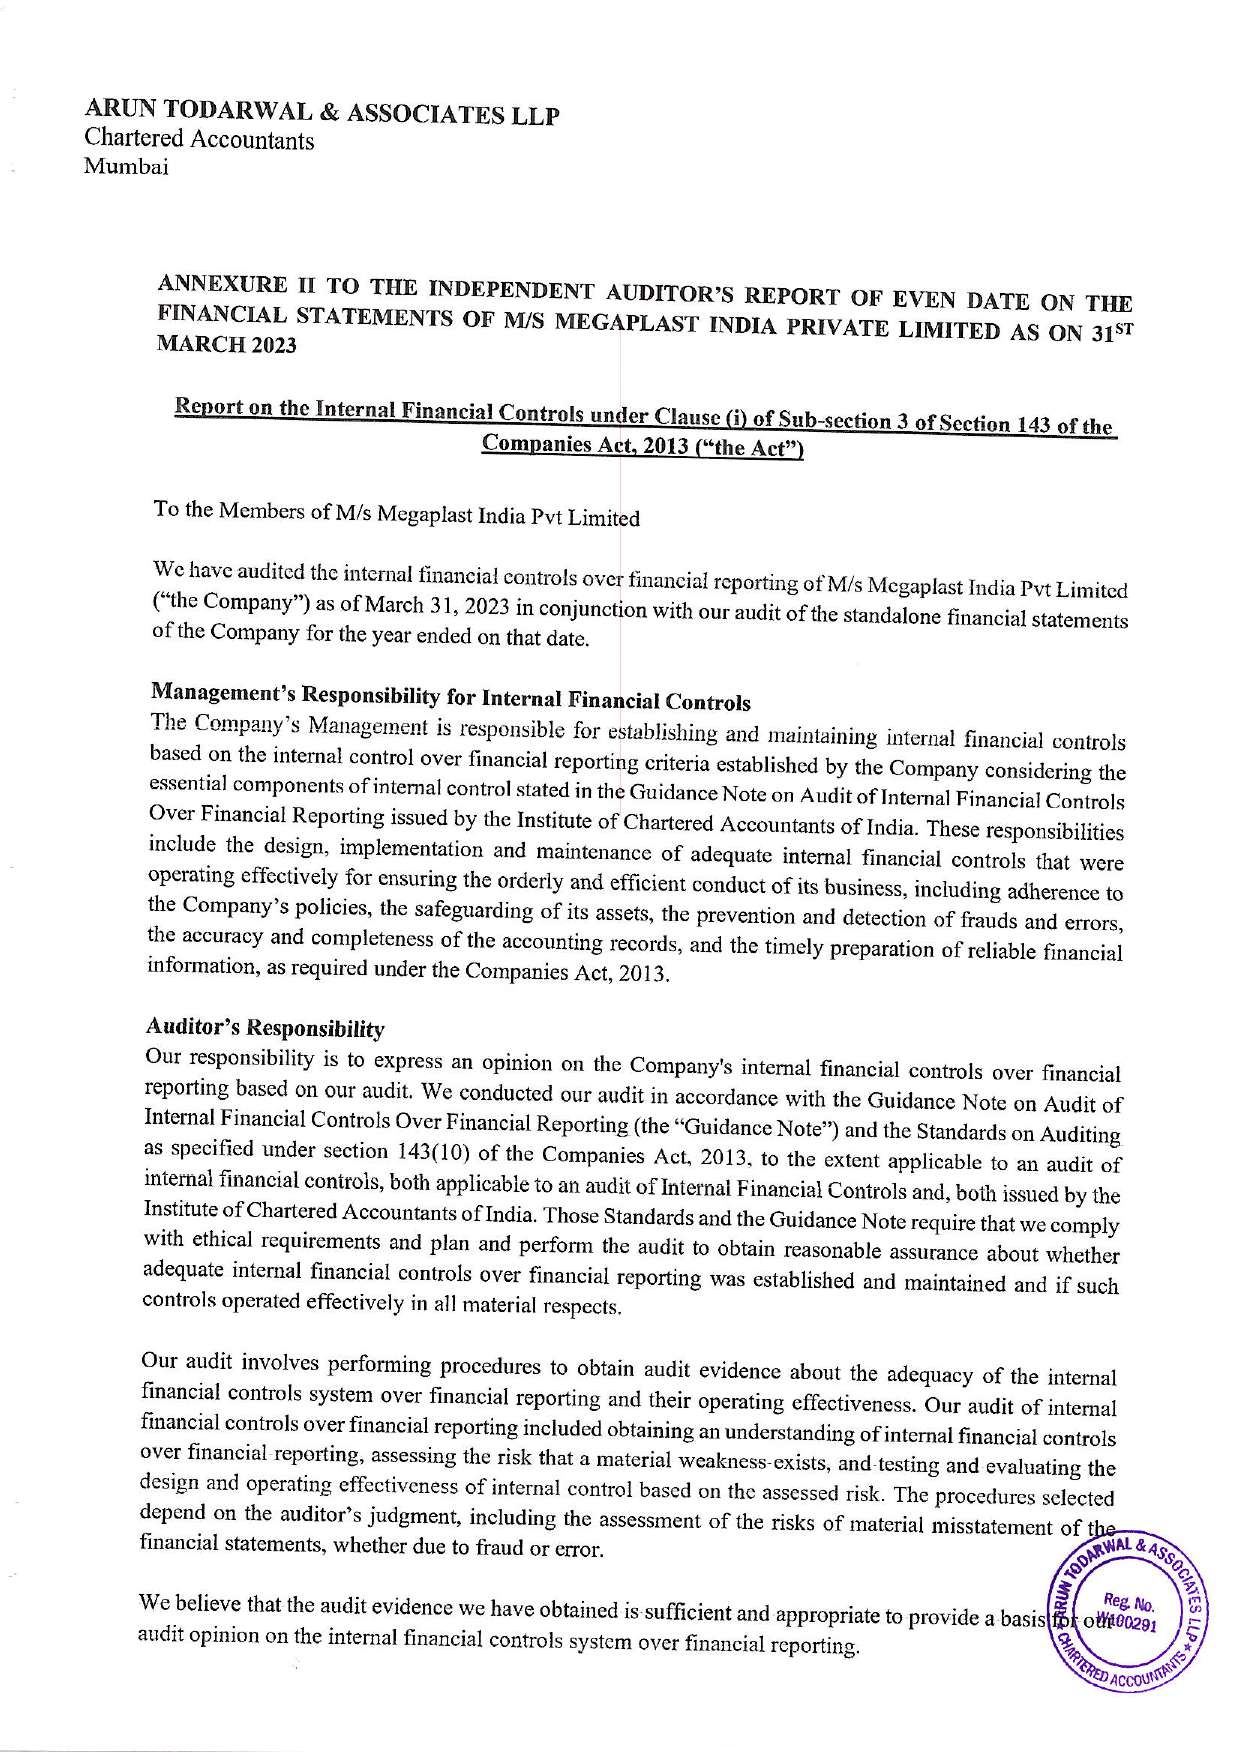 ARUN TODARWAL & ASSOCIATES LLP
Chartered Accountants
Mumbai
ANNEXURE II TO THE INDEPENDENT AUDITOR’S REPORT OF EVEN DATE ON THE
FINANCIAL STATEMENTS OF M/S MEGAPLAST INDIA PRIVATE LIMITED AS ON 31ST
MARCH 2023
Report on the Internal Financial Controls under Clause (i) of Sub-section 3 of Section 143 of the
Companies Act, 2013 (“the Act”)
To the Members of M/s Megaplast India Pvt Limited
We have audited the internal financial controls over financial reporting of M/s Megaplast India Pvt Limited
(“the Company”) as of March 31, 2023 in conjunction with our audit of the standalone financial statements
of the Company for the year ended on that date.
Management’s Responsibility for Internal Financial Controls
The Company’s Management is responsible for establishing and maintaining internal financial controls
based on the internal control over financial reporting criteria established by the Company considering the
essential components of internal control stated in the Guidance Note on Audit of Internal Financial Controls
Over Financial Reporting issued by the Institute of Chartered Accountants of India. These responsibilities
include the design, implementation and maintenance of adequate internal financial controls that were
operating effectively for ensuring the orderly and efficient conduct of its business, including adherence to
the Company’s policies, the safeguarding of its assets, the prevention and detection of frauds and errors,
the accuracy and completeness of the accounting records, and the timely preparation of reliable financial
information, as required under the Companies Act, 2013.
Auditor’s Responsibility
Our responsibility is to express an opinion on the Company's internal financial controls over financial
reporting based on our audit. We conducted our audit in accordance with the Guidance Note on Audit of
Internal Financial Controls Over Financial Reporting (the “Guidance Note”) and the Standards on Auditing
as specified under section 143(10) of the Companies Act, 2013, to the extent applicable to an audit of
internal financial controls, both applicable to an audit of Internal Financial Controls and, both issued by the
Institute of Chartered Accountants of India. Those Standards and the Guidance Note require that we comply
with ethical requirements and plan and perform the audit to obtain reasonable assurance about whether
adequate internal financial controls over financial reporting was established and maintained and if such
controls operated effectively in all material respects.
Our audit involves performing procedures to obtain audit evidence about the adequacy of the internal
financial controls system over financial reporting and their operating effectiveness. Our audit of internal
financial controls over financial reporting included obtaining an understanding of internal financial controls
over financial reporting, assessing the risk that a material weakness exists, and testing and evaluating the
design and operating effectiveness of internal control based on the assessed risk. The procedures selected
depend on the auditor’s judgment, including the assessment of the risks of material misstatement of the
financial statements, whether due to fraud or error.
We believe that the audit evidence we have obtained is sufficient and appropriate to provide a basis for our
audit opinion on the internal financial controls system over financial reporting.
ARUN TODARWAL & ASSOCIATES LLP
Reg. No.
W100291
★ CHARTERED ACCOUNTANTS ★